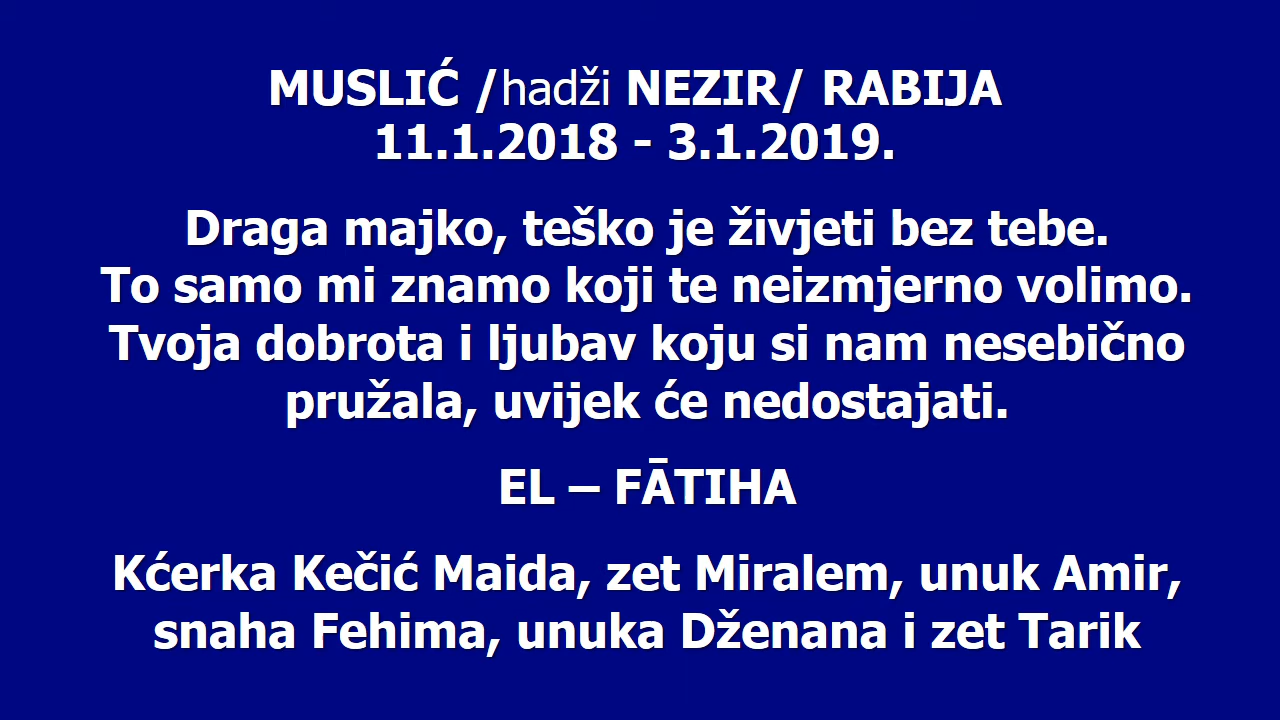 MUSLIĆ /hadži NEZIR/ RABIJA
11.1.2018 - 3.1.2019.
Draga majko, teško je živjeti bez tebe.
To samo mi znamo koji te neizmjerno volimo.
Tvoja dobrota i ljubav koju si nam nesebično
pružala, uvijek će nedostajati.
EL – FĀTIHA
Kćerka Kečić Maida, zet Miralem, unuk Amir,
snaha Fehima, unuka Dženana i zet Tarik